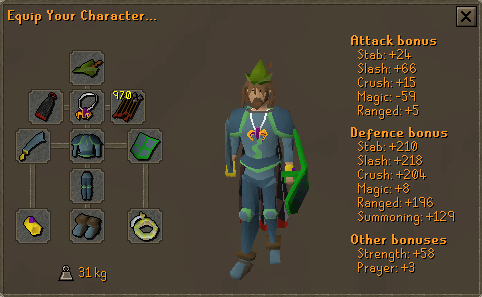 Equip Your Character...
970
31 kg
Attack bonus
Stab: +24
Slash: +66
Crush: +15
Magic: -59
Ranged: +5
Defence bonus
Stab: +210
Slash: +218
Crush: +204
Magic: +8
Ranged: +196
Summoning: +129
Other bonuses
Strength: +58
Prayer: +3